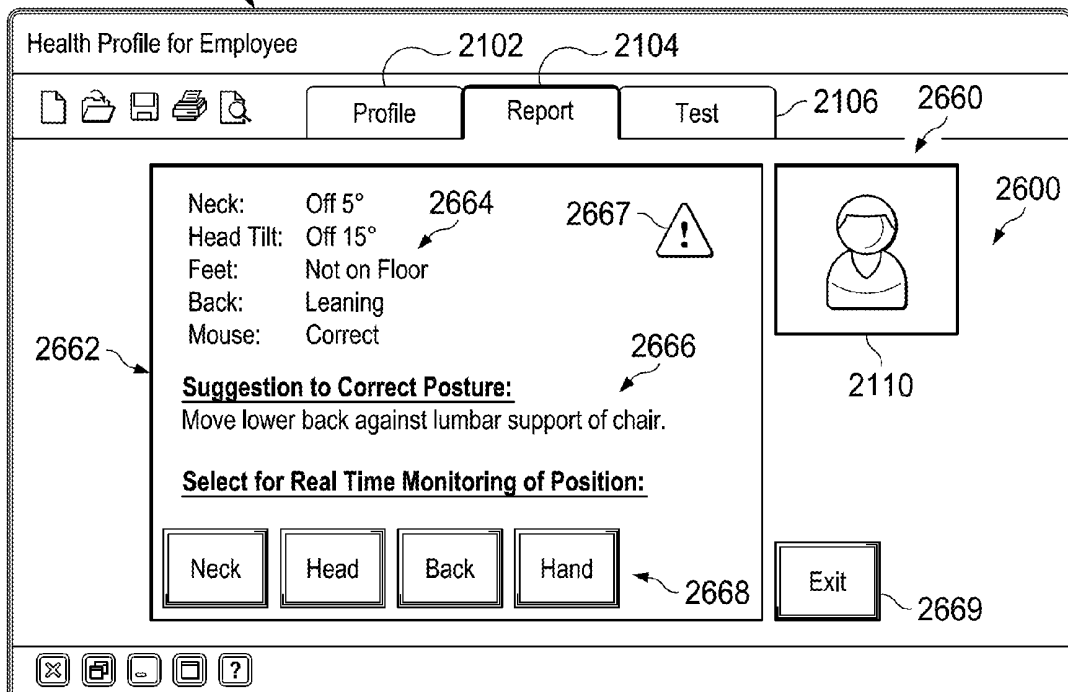 Health Profile for Employee
2102
2104
Profile
Report
Test
2106
2660
2600
Neck: Off 5°
2664
2667
!
Head Tilt: Off 15°
Feet: Not on Floor
Back: Leaning
Mouse: Correct
2662
2666
2110
Suggestion to Correct Posture:
Move lower back against lumbar support of chair.
Select for Real Time Monitoring of Position:
Neck
Head
Back
Hand
2668
Exit
2669
?